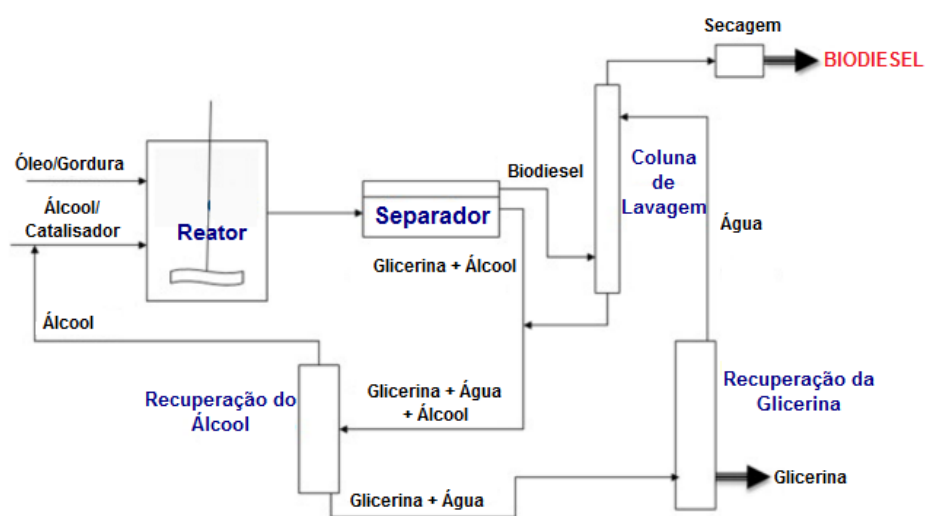 Secagem
BIODIESEL
Óleo/Gordura
Álcool/
Catalisador
Reator
Separador
Biodiesel
Coluna
de
Lavagem
Água
Glicerina + Álcool
Álcool
Recuperação do
Álcool
Glicerina + Água
+ Álcool
Recuperação da
Glicerina
Glicerina + Água
Glicerina